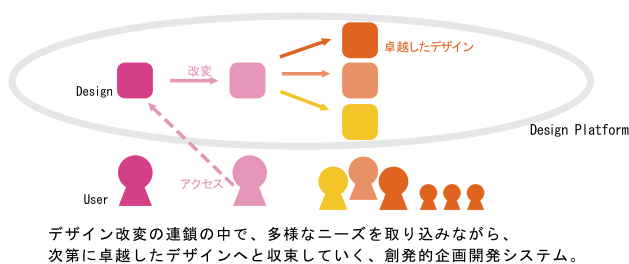 卓越したデザイン
改変
Design
Design Platform
アクセス
User
デザイン改変の連鎖の中で、多様なニーズを取り込みながら、
次第に卓越したデザインへと収束していく、創発的企画開発システム。